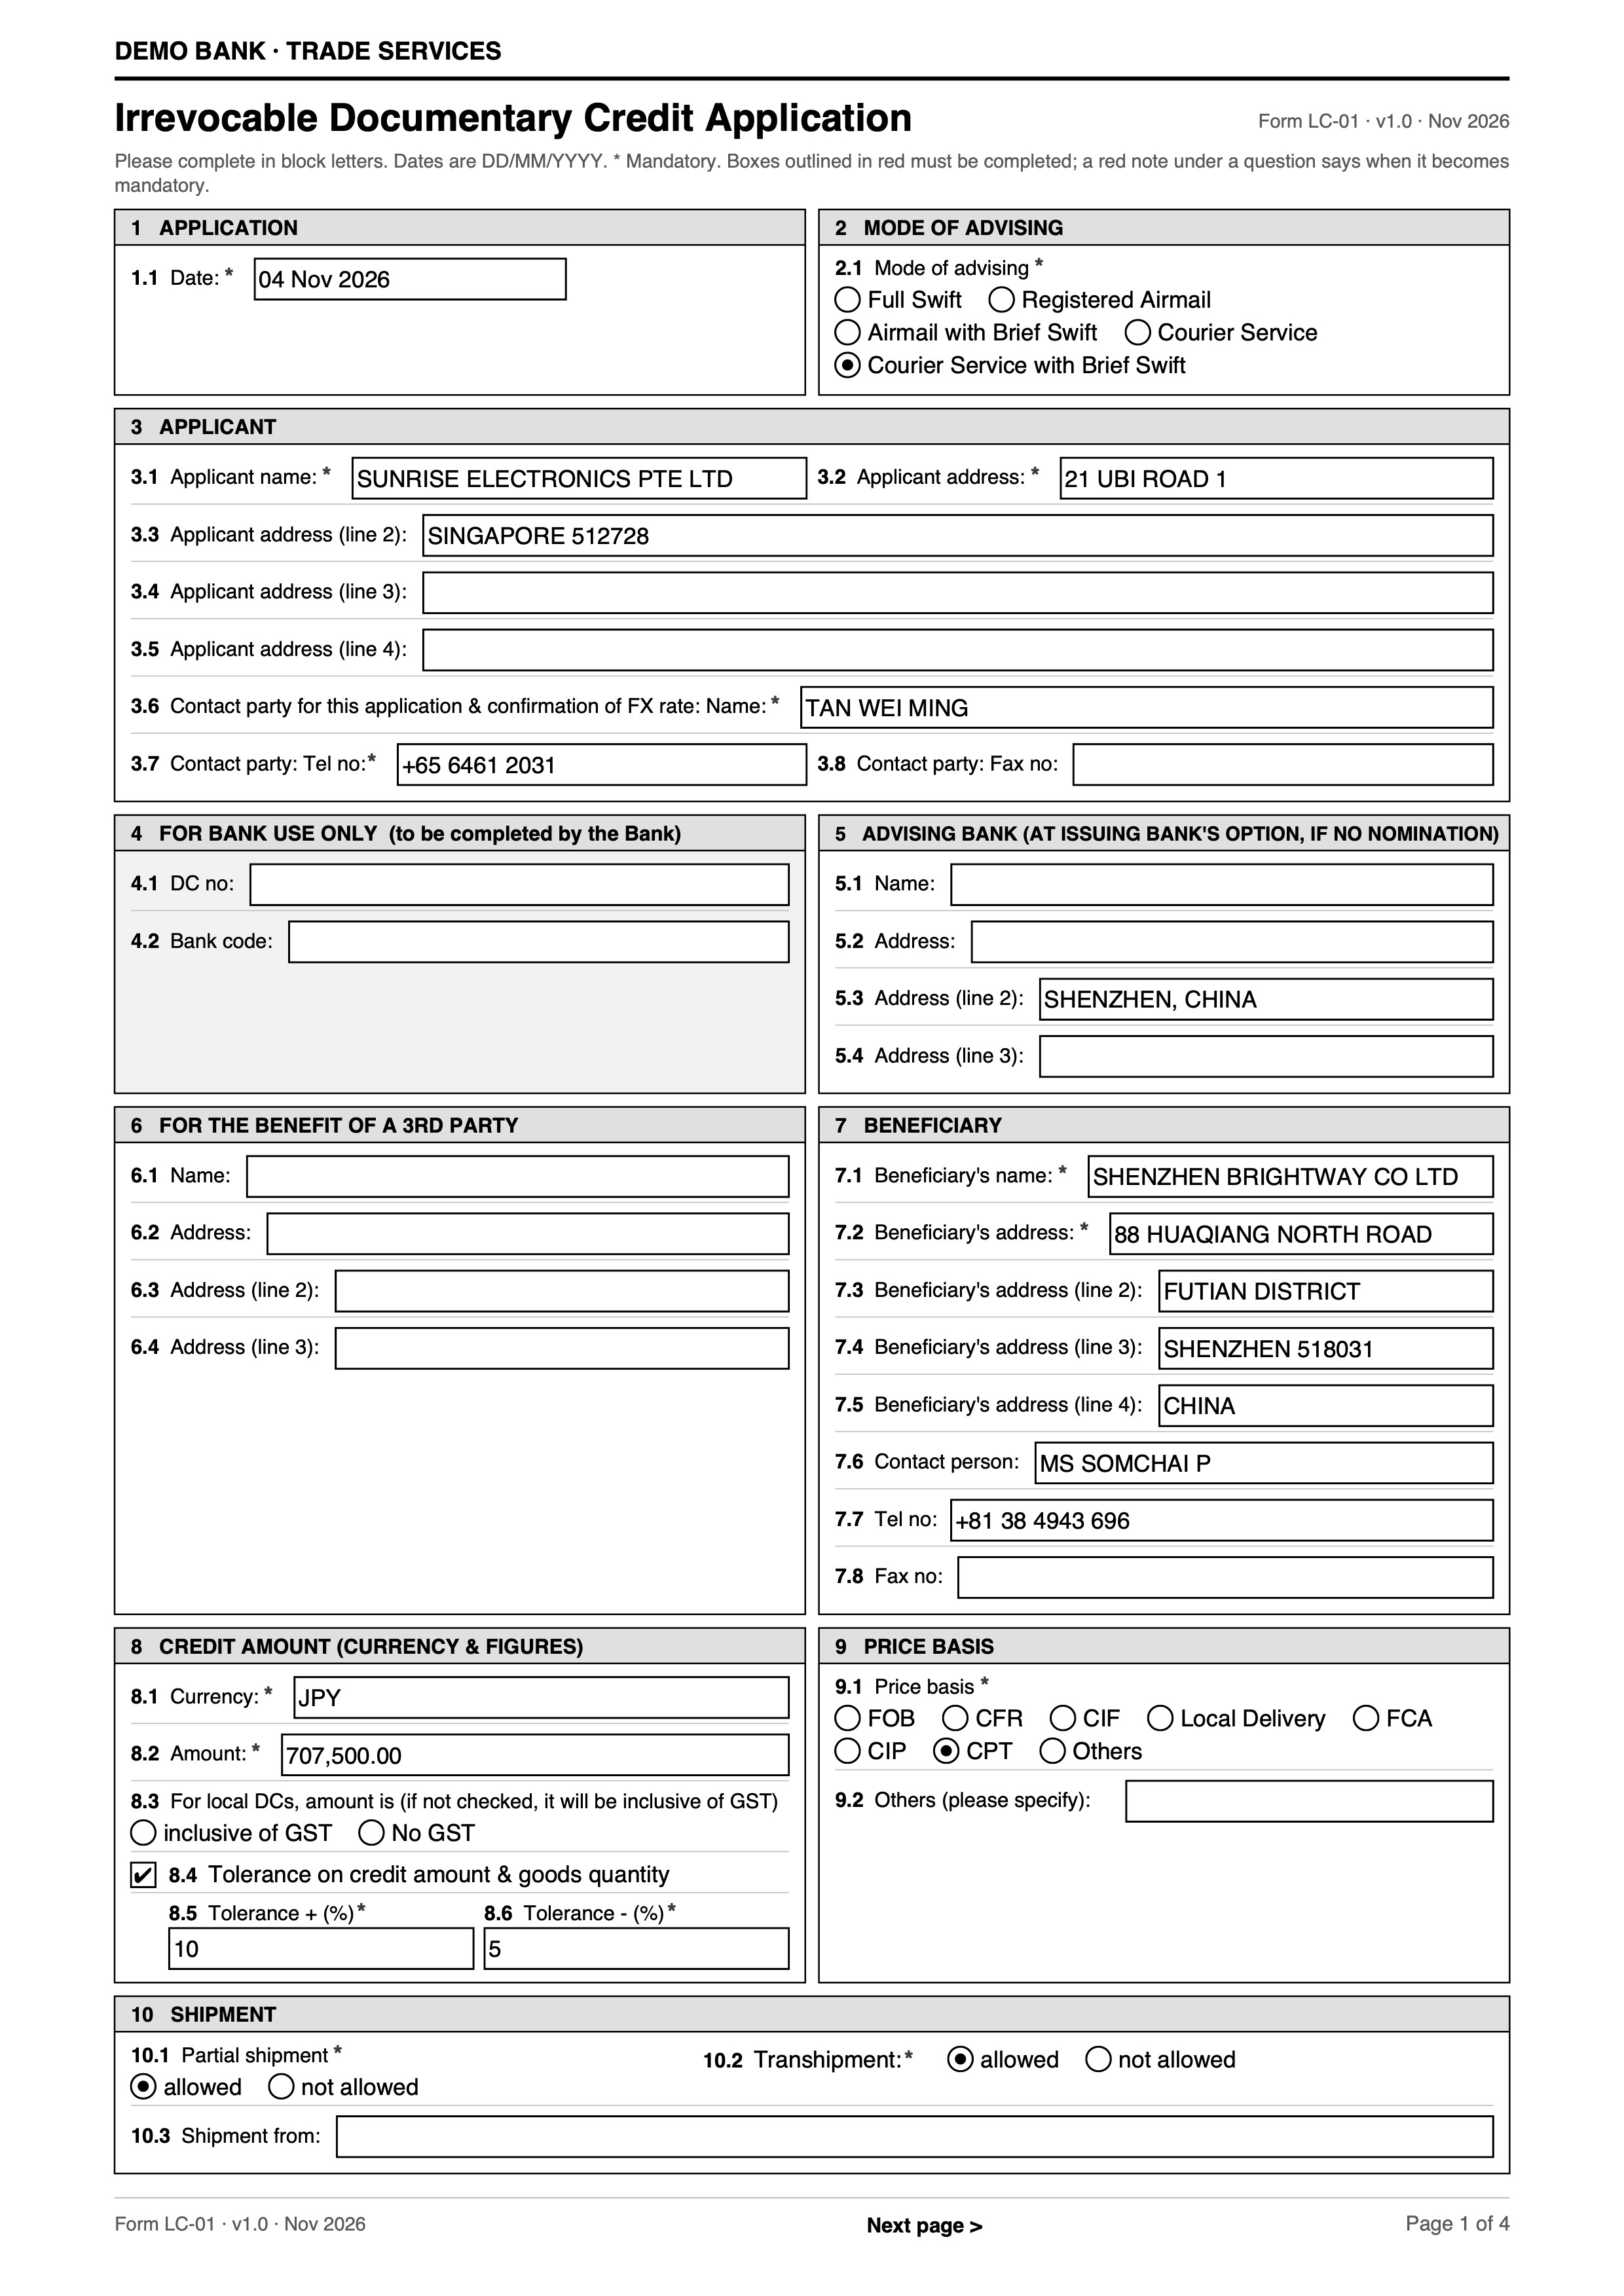 DEMO BANK · TRADE SERVICES
Irrevocable Documentary Credit Application
Form LC-01 · v1.0 · Nov 2026
Please complete in block letters. Dates are DD/MM/YYYY. * Mandatory. Boxes outlined in red must be completed; a red note under a question says when it becomes
mandatory.
1 APPLICATION
1.1 Date: * 04 Nov 2026
2 MODE OF ADVISING
2.1 Mode of advising *
Full Swift Registered Airmail
Airmail with Brief Swift Courier Service
Courier Service with Brief Swift
3 APPLICANT
3.1 Applicant name: * SUNRISE ELECTRONICS PTE LTD 3.2 Applicant address: * 21 UBI ROAD 1
3.3 Applicant address (line 2): SINGAPORE 512728
3.4 Applicant address (line 3):
3.5 Applicant address (line 4):
3.6 Contact party for this application & confirmation of FX rate: Name: * TAN WEI MING
3.7 Contact party: Tel no:* +65 6461 2031 3.8 Contact party: Fax no:
4 FOR BANK USE ONLY (to be completed by the Bank)
4.1 DC no:
4.2 Bank code:
5 ADVISING BANK (AT ISSUING BANK'S OPTION, IF NO NOMINATION)
5.1 Name:
5.2 Address:
5.3 Address (line 2): SHENZHEN, CHINA
5.4 Address (line 3):
6 FOR THE BENEFIT OF A 3RD PARTY
6.1 Name:
6.2 Address:
6.3 Address (line 2):
6.4 Address (line 3):
7 BENEFICIARY
7.1 Beneficiary's name: * SHENZHEN BRIGHTWAY CO LTD
7.2 Beneficiary's address: * 88 HUAQIANG NORTH ROAD
7.3 Beneficiary's address (line 2): FUTIAN DISTRICT
7.4 Beneficiary's address (line 3): SHENZHEN 518031
7.5 Beneficiary's address (line 4): CHINA
7.6 Contact person: MS SOMCHAI P
7.7 Tel no: +81 38 4943 696
7.8 Fax no:
8 CREDIT AMOUNT (CURRENCY & FIGURES)
8.1 Currency: * JPY
8.2 Amount: * 707,500.00
8.3 For local DCs, amount is (if not checked, it will be inclusive of GST)
inclusive of GST No GST
8.4 Tolerance on credit amount & goods quantity
8.5 Tolerance + (%) * 8.6 Tolerance - (%) *
10 5
9 PRICE BASIS
9.1 Price basis *
FOB CFR CIF Local Delivery FCA
CIP CPT Others
9.2 Others (please specify):
10 SHIPMENT
10.1 Partial shipment * 10.2 Transhipment:* allowed not allowed
allowed not allowed
10.3 Shipment from:
Form LC-01 · v1.0 · Nov 2026 Next page > Page 1 of 4